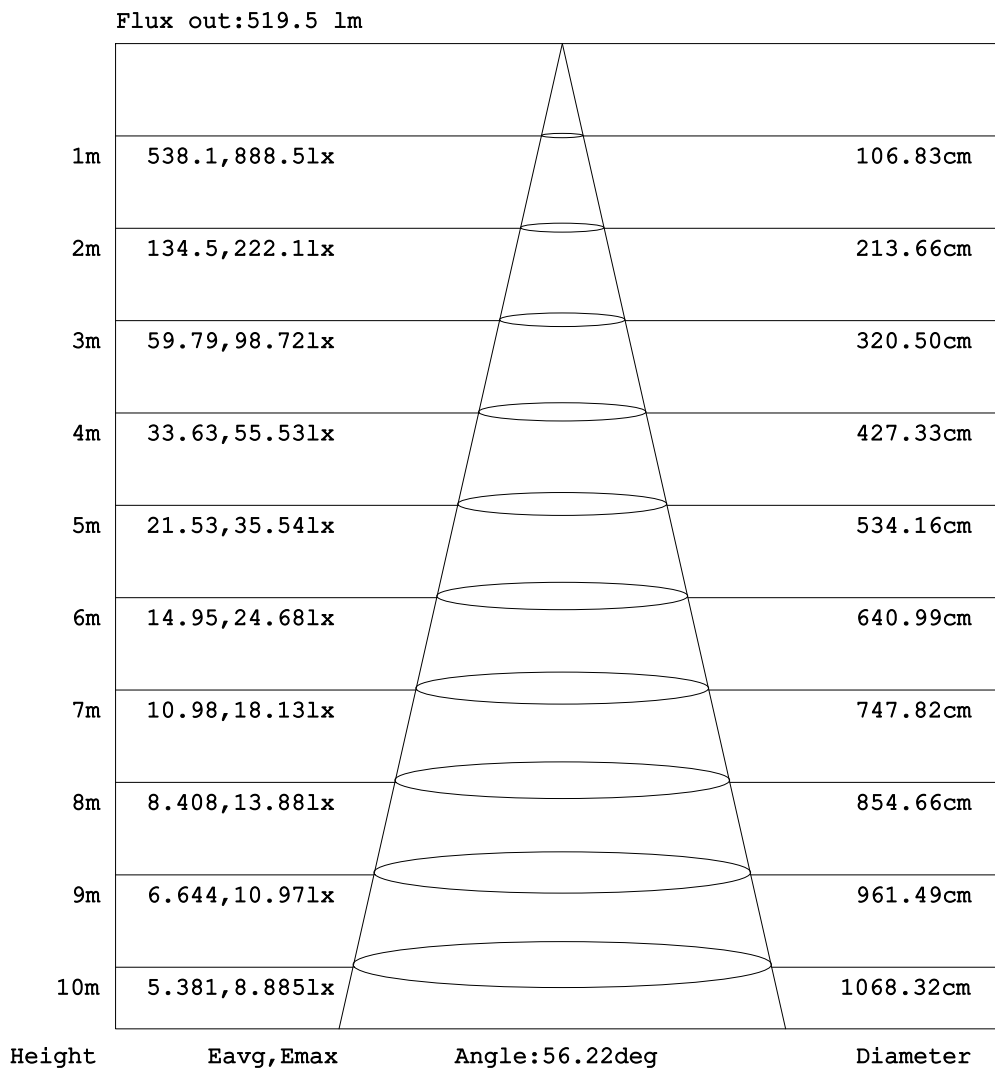 Flux out:519.5 lm
1m 538.1,888.5lx 106.83cm
2m 134.5,222.1lx 213.66cm
3m 59.79,98.72lx 320.50cm
4m 33.63,55.53lx 427.33cm
5m 21.53,35.54lx 534.16cm
6m 14.95,24.68lx 640.99cm
7m 10.98,18.13lx 747.82cm
8m 8.408,13.88lx 854.66cm
9m 6.644,10.97lx 961.49cm
10m 5.381,8.885lx 1068.32cm
Height Eavg,Emax Angle:56.22deg Diameter